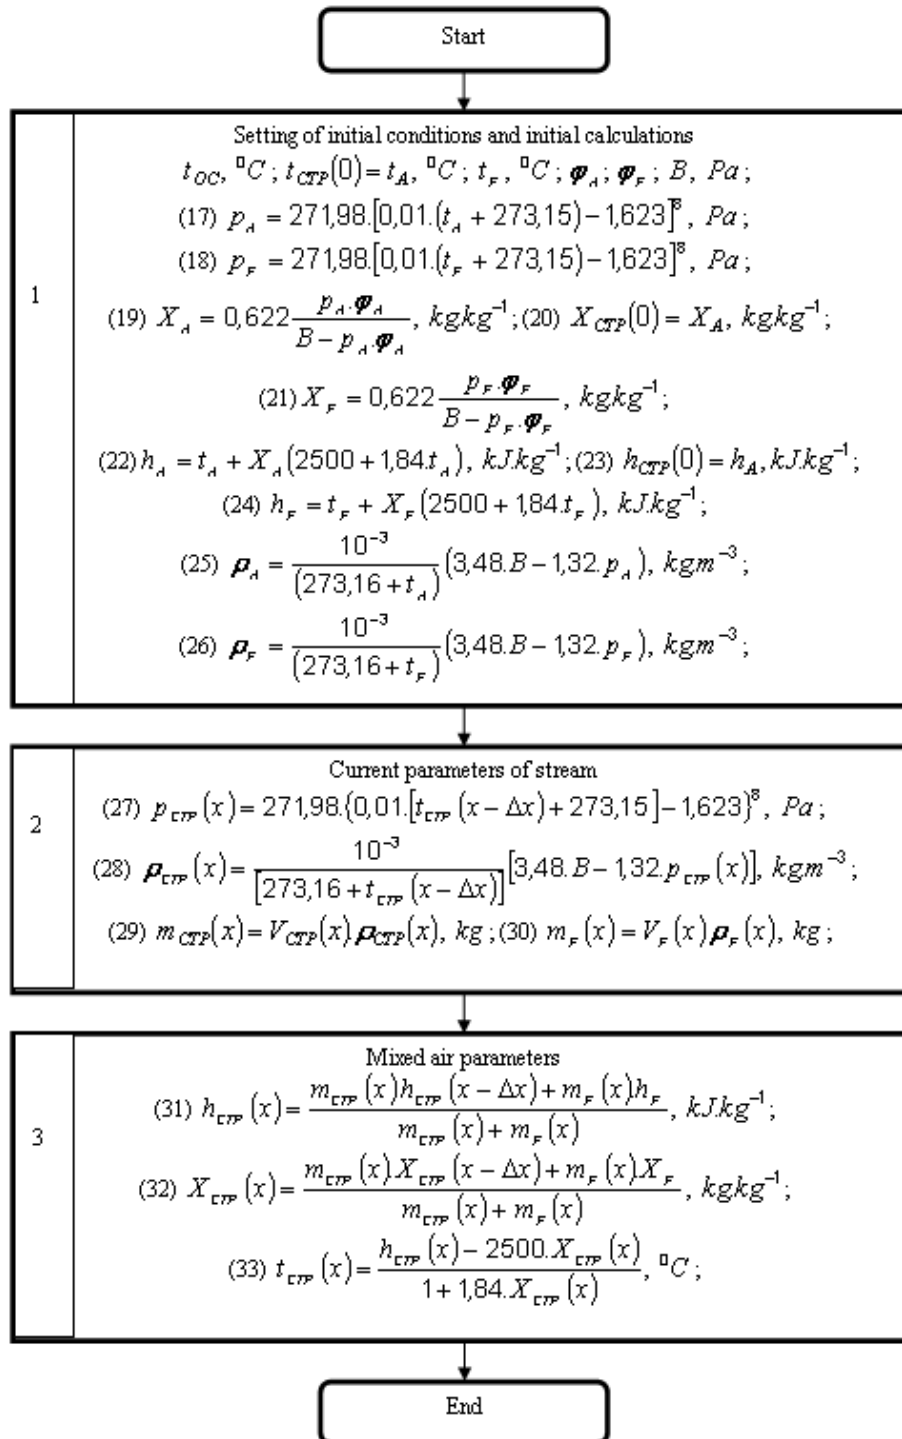 Start
1
Setting of initial conditions and initial calculations
t_OC, ⁰C; t_CTP(0) = t_A, ⁰C; t_F, ⁰C; φ_A; φ_F; B, Pa;
(17) p_A = 271,98.[0,01.(t_A + 273,15) − 1,623]⁸, Pa;
(18) p_F = 271,98.[0,01.(t_F + 273,15) − 1,623]⁸, Pa;
(19) X_A = 0,622 (p_A.φ_A)/(B − p_A.φ_A), kgkg⁻¹; (20) X_CTP(0) = X_A, kgkg⁻¹;
(21) X_F = 0,622 (p_F.φ_F)/(B − p_F.φ_F), kgkg⁻¹;
(22) h_A = t_A + X_A(2500 + 1,84.t_A), kJ.kg⁻¹; (23) h_CTP(0) = h_A, kJ.kg⁻¹;
(24) h_F = t_F + X_F(2500 + 1,84.t_F), kJ.kg⁻¹;
(25) ρ_A = 10⁻³/(273,16 + t_A) (3,48.B − 1,32.p_A), kgm⁻³;
(26) ρ_F = 10⁻³/(273,16 + t_F) (3,48.B − 1,32.p_F), kgm⁻³;
2
Current parameters of stream
(27) p_CTP(x) = 271,98.{0,01.[t_CTP(x − Δx) + 273,15] − 1,623}⁸, Pa;
(28) ρ_CTP(x) = 10⁻³/[273,16 + t_CTP(x − Δx)] [3,48.B − 1,32.p_CTP(x)], kgm⁻³;
(29) m_CTP(x) = V_CTP(x).ρ_CTP(x), kg; (30) m_F(x) = V_F(x).ρ_F(x), kg;
3
Mixed air parameters
(31) h_CTP(x) = (m_CTP(x)h_CTP(x − Δx) + m_F(x)h_F)/(m_CTP(x) + m_F(x)), kJ.kg⁻¹;
(32) X_CTP(x) = (m_CTP(x).X_CTP(x − Δx) + m_F(x).X_F)/(m_CTP(x) + m_F(x)), kgkg⁻¹;
(33) t_CTP(x) = (h_CTP(x) − 2500.X_CTP(x))/(1 + 1,84.X_CTP(x)), ⁰C;
End